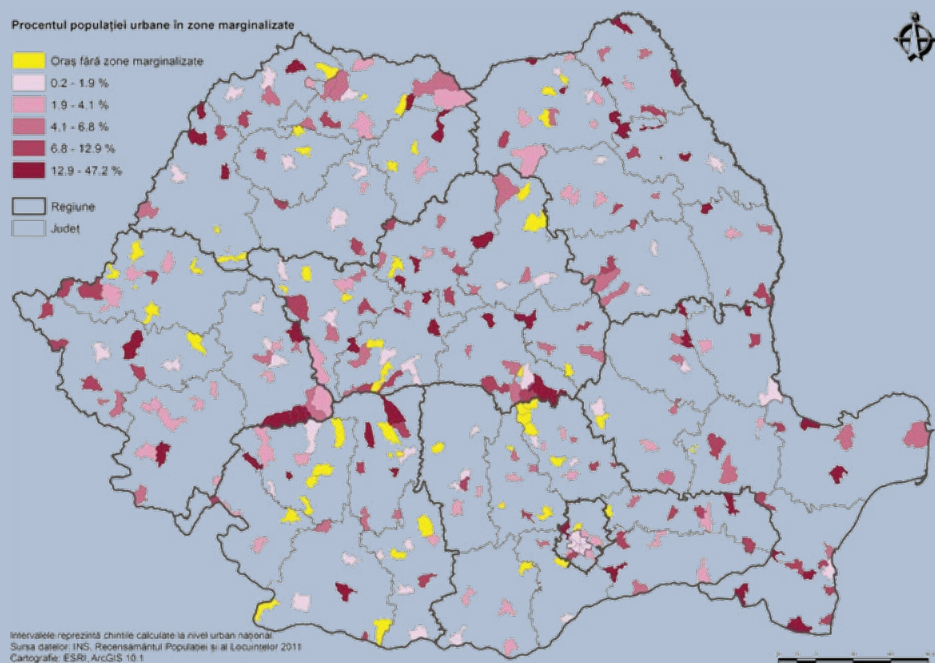 Procentul populației urbane în zone marginalizate
Oraș fără zone marginalizate
0.2 - 1.9 %
1.9 - 4.1 %
4.1 - 6.8 %
6.8 - 12.9 %
12.9 - 47.2 %
Regiune
Județ
Intervalele reprezintă chintile calculate la nivel urban național.
Sursa datelor: INS, Recensământul Populației și al Locuințelor 2011
Cartografie: ESRI, ArcGIS 10.1